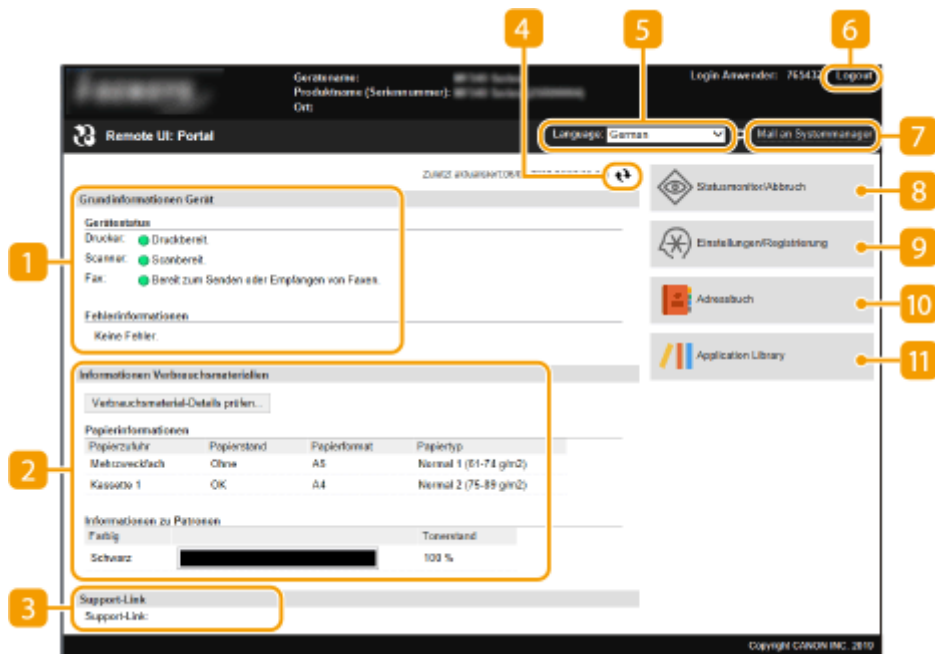 4
5
6
Gerätename:
Login Anwender: 765432 Logout
Produktname (Seriennummer):
Ort:
Remote UI: Portal
Language: German
Mail an Systemmanager
7
Zuletzt aktualisiert:
Statusmonitor/Abbruch
8
Grundinformationen Gerät
Gerätestatus
Drucker: Druckbereit.
Scanner: Scanbereit.
Fax: Bereit zum Senden oder Empfangen von Faxen.
1
Einstellungen/Registrierung
9
Fehlerinformationen
Keine Fehler.
Adressbuch
10
Application Library
11
Informationen Verbrauchsmaterialien
Verbrauchsmaterial-Details prüfen...
Papierinformationen
Papierzufuhr Papierstand Papierformat Papiertyp
Mehrzweckfach Ohne A5 Normal 1 (61-74 g/m2)
2
Kassette 1 OK A4 Normal 2 (75-89 g/m2)
Informationen zu Patronen
Farbig Tonerstand
Schwarz 100 %
Support-Link
3
Support-Link:
Copyright CANON INC. 2019